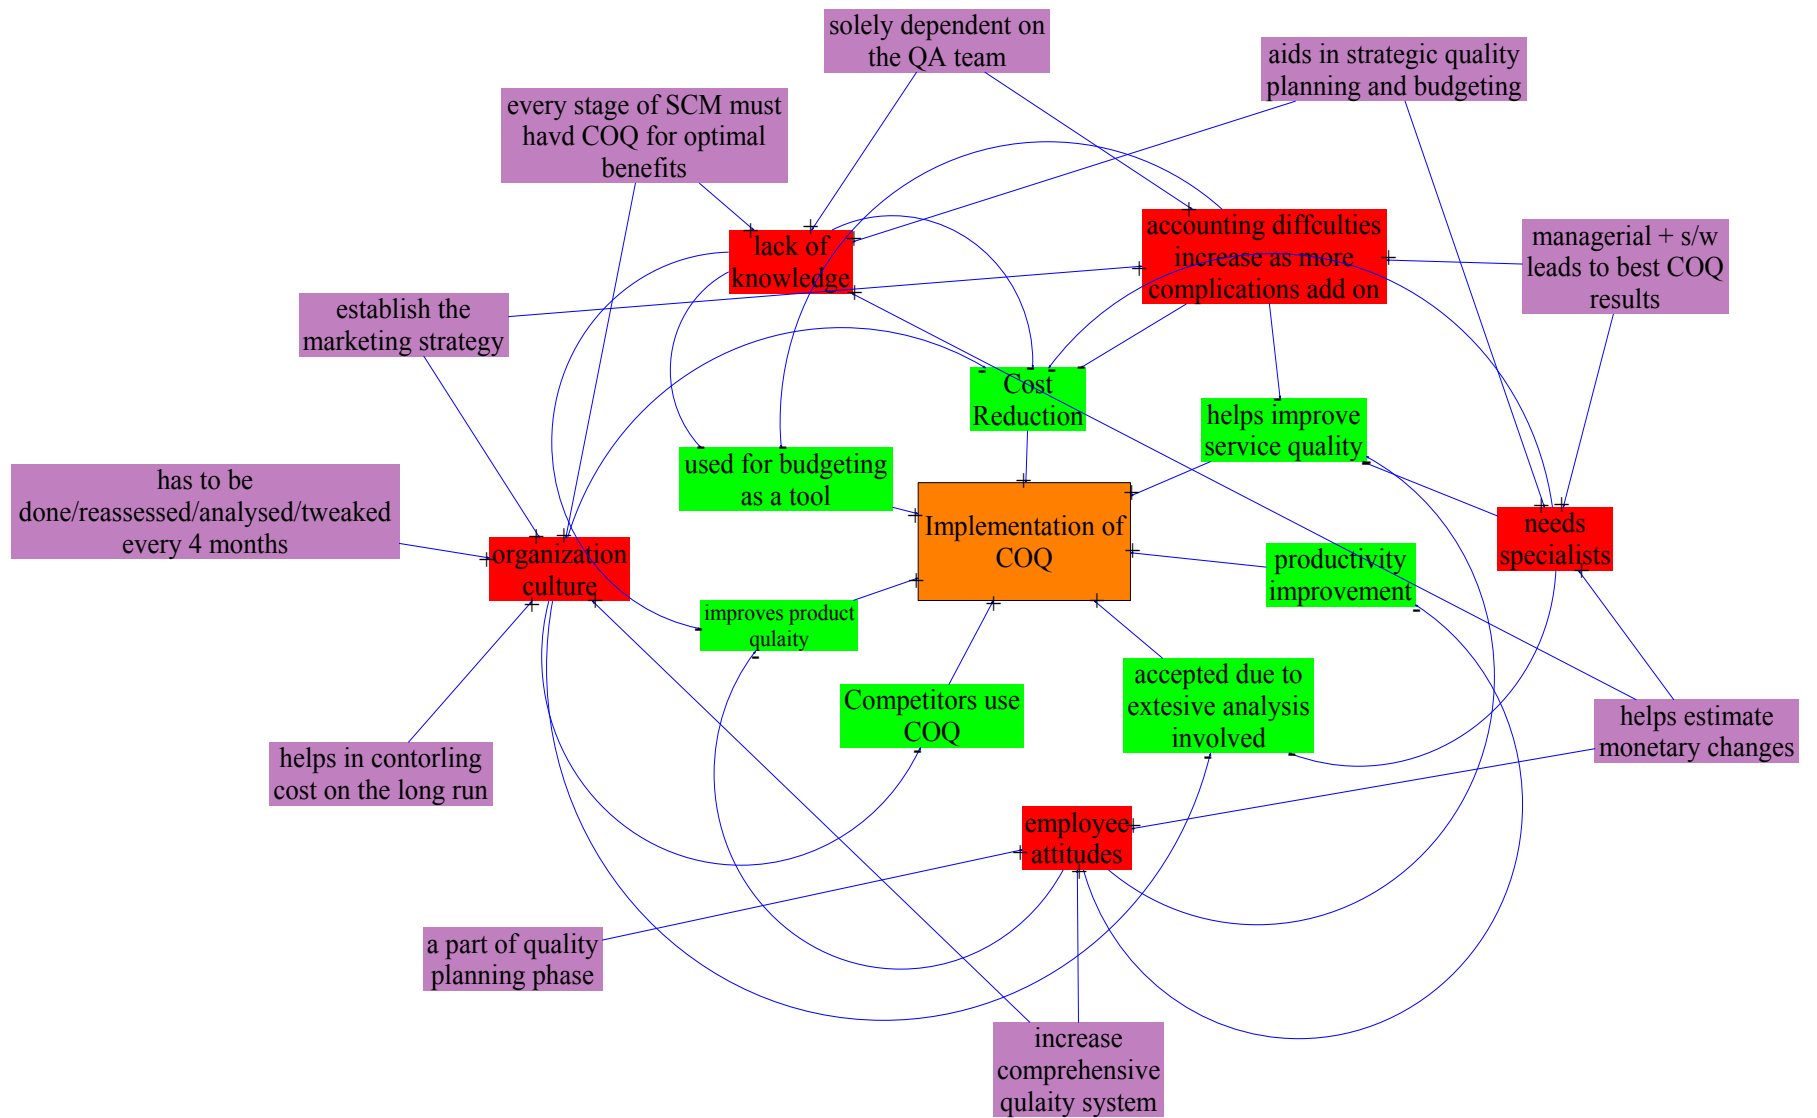 solely dependent on
the QA team
aids in strategic quality
planning and budgeting
every stage of SCM must
havd COQ for optimal
benefits
lack of
knowledge
accounting diffculties
increase as more
complications add on
managerial + s/w
leads to best COQ
results
establish the
marketing strategy
Cost
Reduction
helps improve
service quality
used for budgeting
as a tool
has to be
done/reassessed/analysed/tweaked
every 4 months
Implementation of
COQ
needs
specialists
organization
culture
productivity
improvement
improves product
qulaity
Competitors use
COQ
accepted due to
extesive analysis
involved
helps estimate
monetary changes
helps in contorling
cost on the long run
employee
attitudes
a part of quality
planning phase
increase
comprehensive
qulaity system